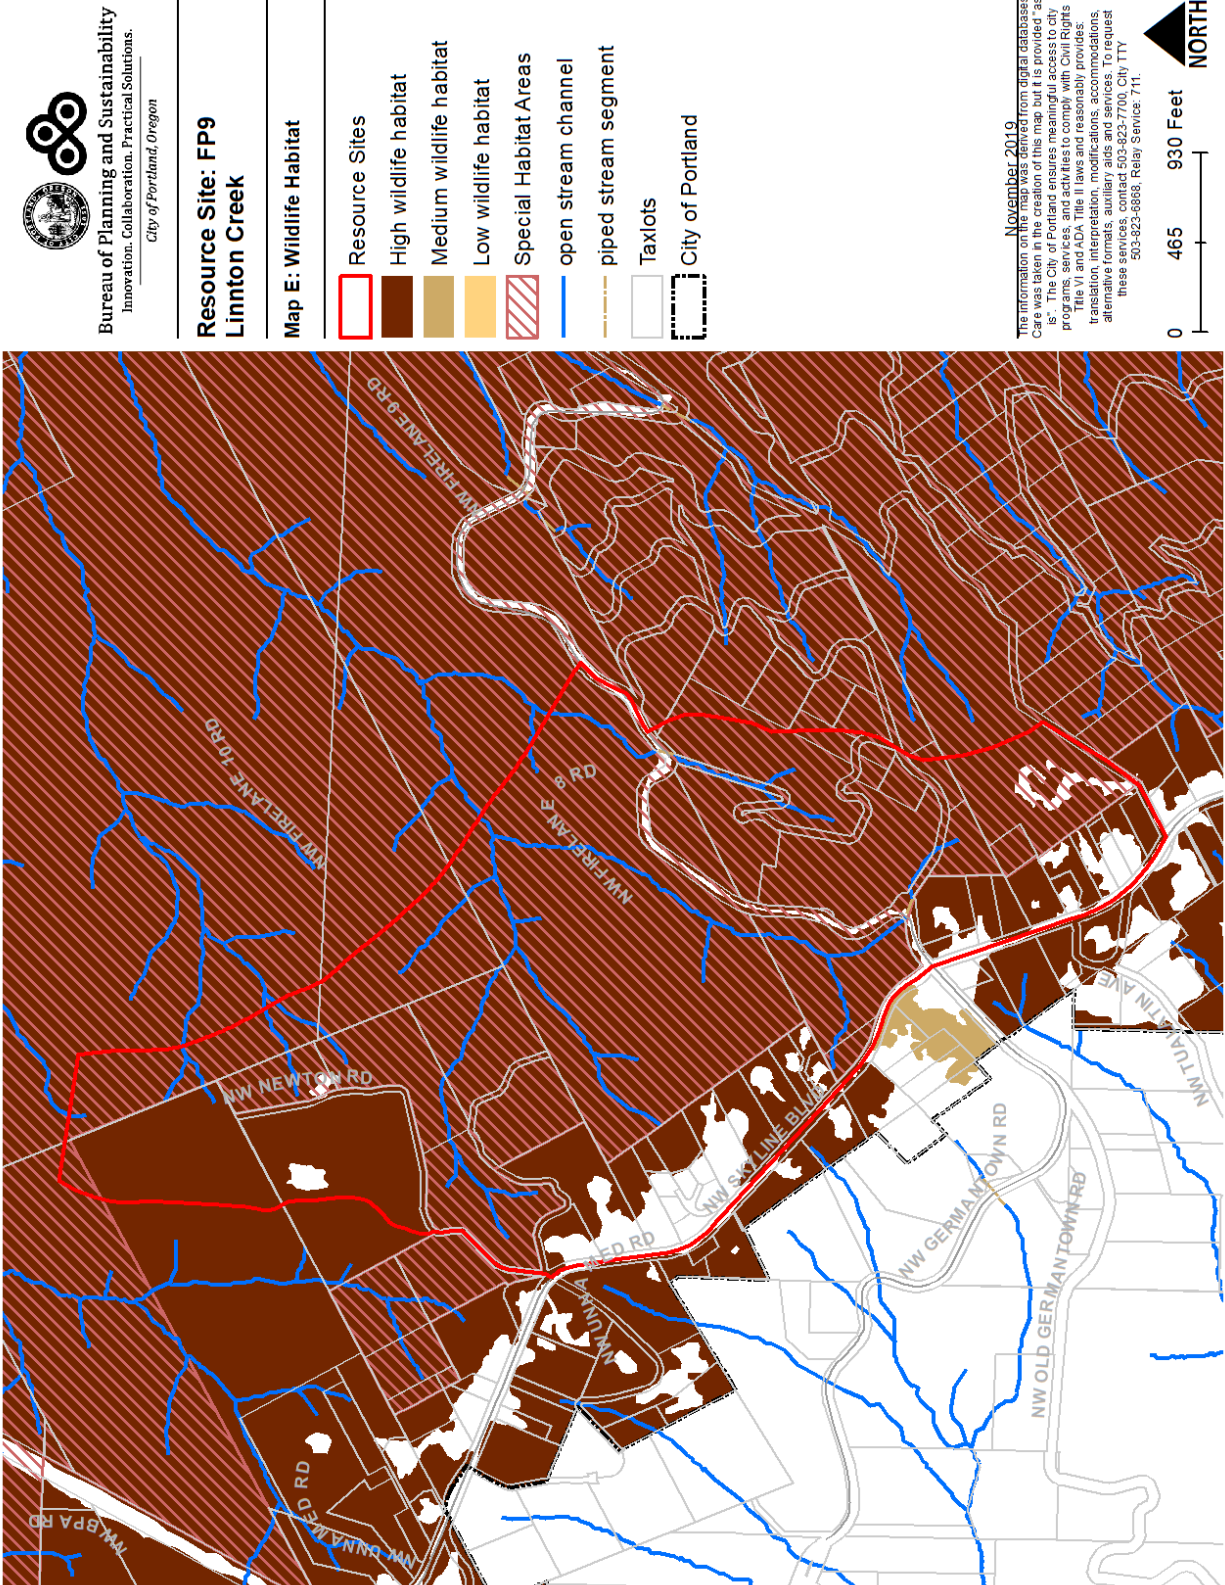 Bureau of Planning and Sustainability
Innovation. Collaboration. Practical Solutions.
City of Portland, Oregon
Resource Site: FP9
Linnton Creek
Map E: Wildlife Habitat
Resource Sites
High wildlife habitat
Medium wildlife habitat
Low wildlife habitat
Special Habitat Areas
open stream channel
piped stream segment
Taxlots
City of Portland
November 2019
The information on the map was derived from digital databases
care was taken in the creation of this map but it is provided "as
is". The City of Portland ensures meaningful access to city
programs, services, and activities to comply with Civil Rights
Title VI and ADA Title II laws and reasonably provides:
translation, interpretation, modifications, accommodations,
alternative formats, auxiliary aids and services. To request
these services, contact 503-823-7700, City TTY
503-823-6868, Relay Service: 711.
0 465 930 Feet
NORTH
NW FIRELANE 9 RD
NW FIRELANE 10 RD
NW FIRELANE 8 RD
NW NEWTON RD
NW SKYLINE BLVD
NW UNNAMED RD
NW GERMANTOWN RD
NW OLD GERMANTOWN RD
NW TUALATIN AVE
NW UNNAMED RD
NW BPA RD